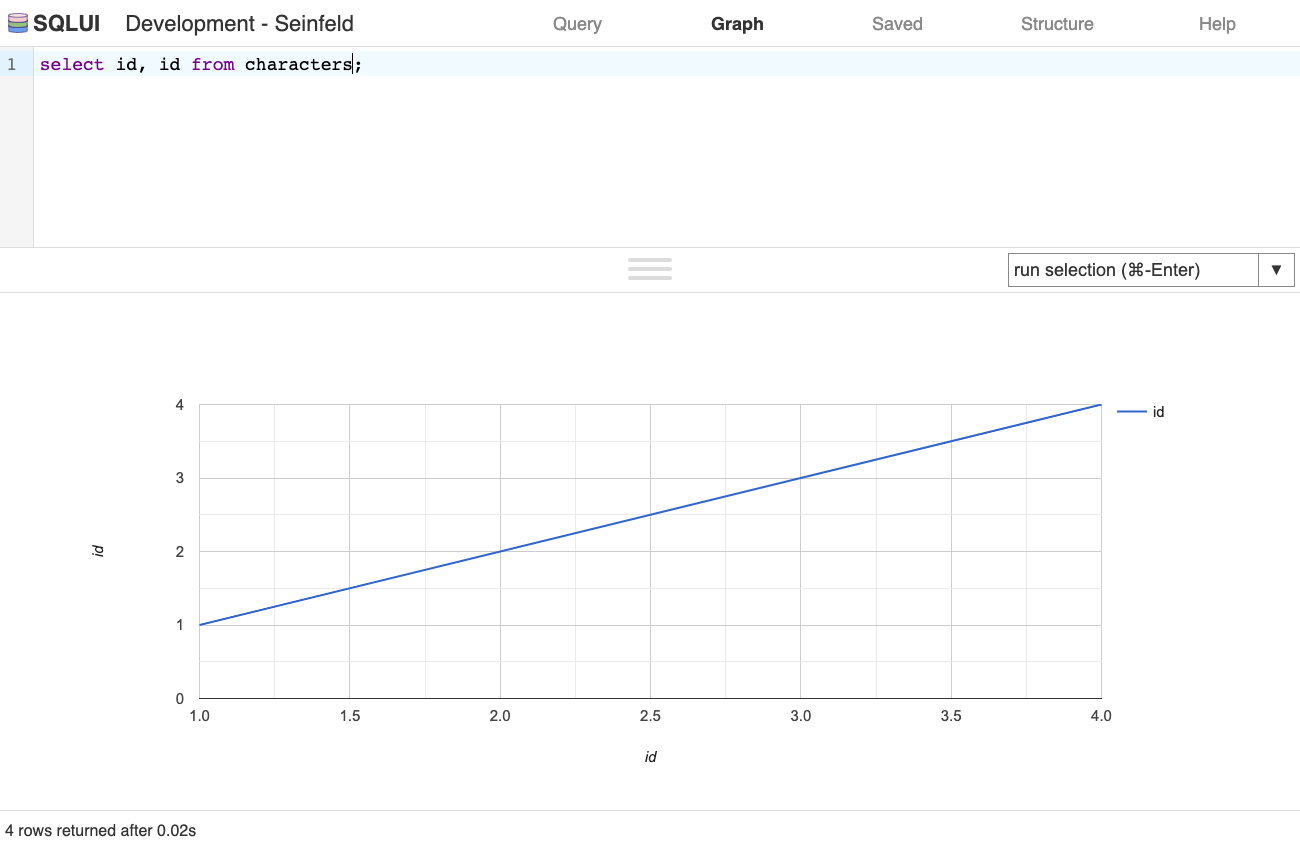 SQLUI Development - Seinfeld Query Graph Saved Structure Help
1 select id, id from characters;
run selection (⌘-Enter) ▼
4
3
2
1
0
id
id
1.0 1.5 2.0 2.5 3.0 3.5 4.0
id
4 rows returned after 0.02s